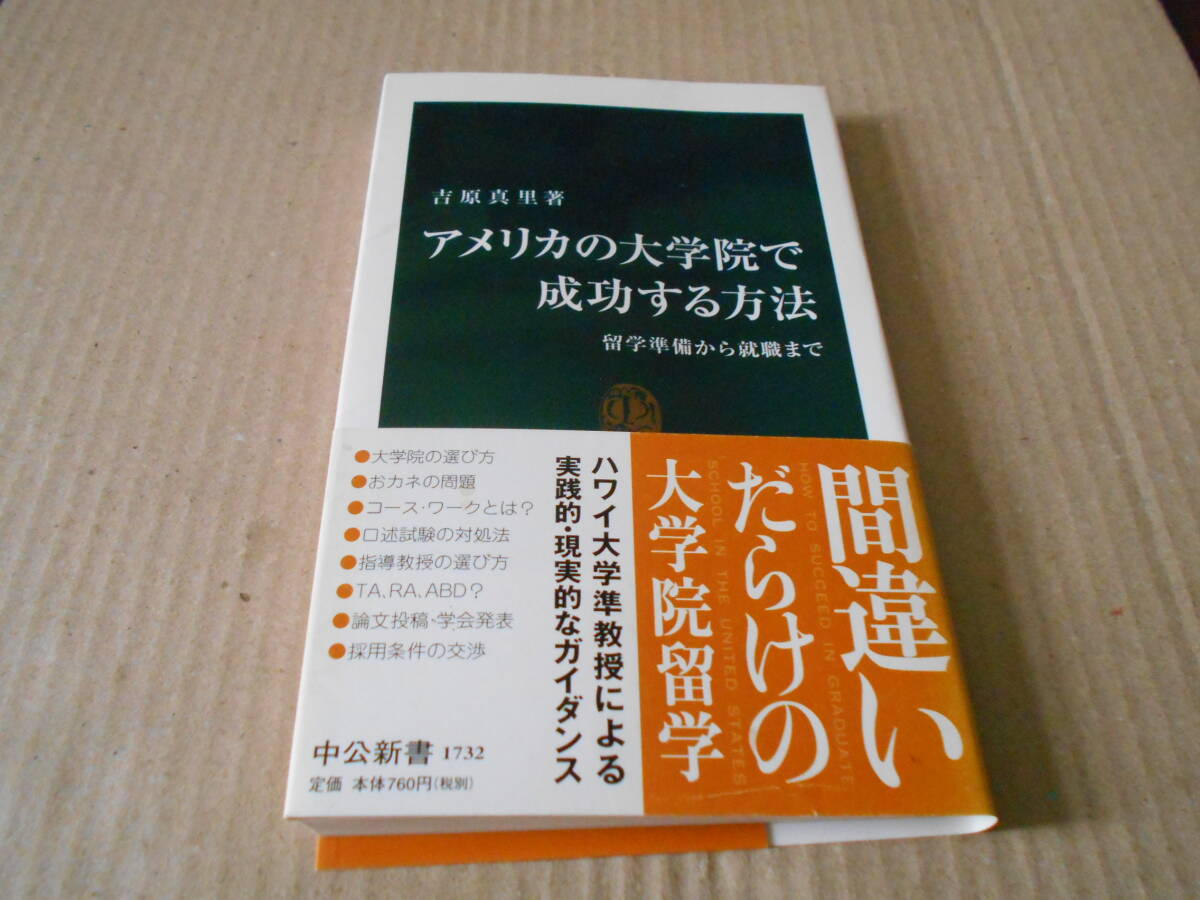 吉原真里著
アメリカの大学院で
成功する方法
留学準備から就職まで
間違い
だらけの
大学院留学
HOW TO SUCCEED IN GRADUATE
SCHOOL IN THE UNITED STATES
ハワイ大学準教授による
実践的・現実的なガイダンス
●大学院の選び方
●おカネの問題
●コース・ワークとは?
●口述試験の対処法
●指導教授の選び方
●TA、RA、ABD?
●論文投稿・学会発表
●採用条件の交渉
中公新書 1732
定価 本体760円(税別)